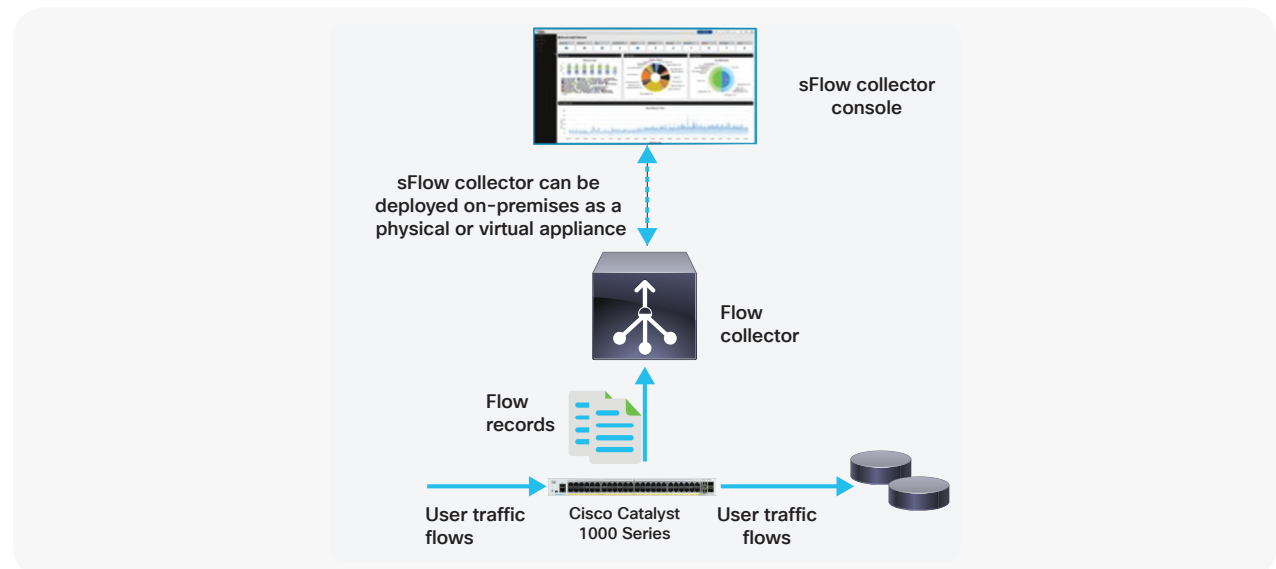 sFlow collector
console
sFlow collector can be
deployed on-premises as a
physical or virtual appliance
Flow
collector
Flow
records
User traffic
flows
Cisco Catalyst
1000 Series
User traffic
flows